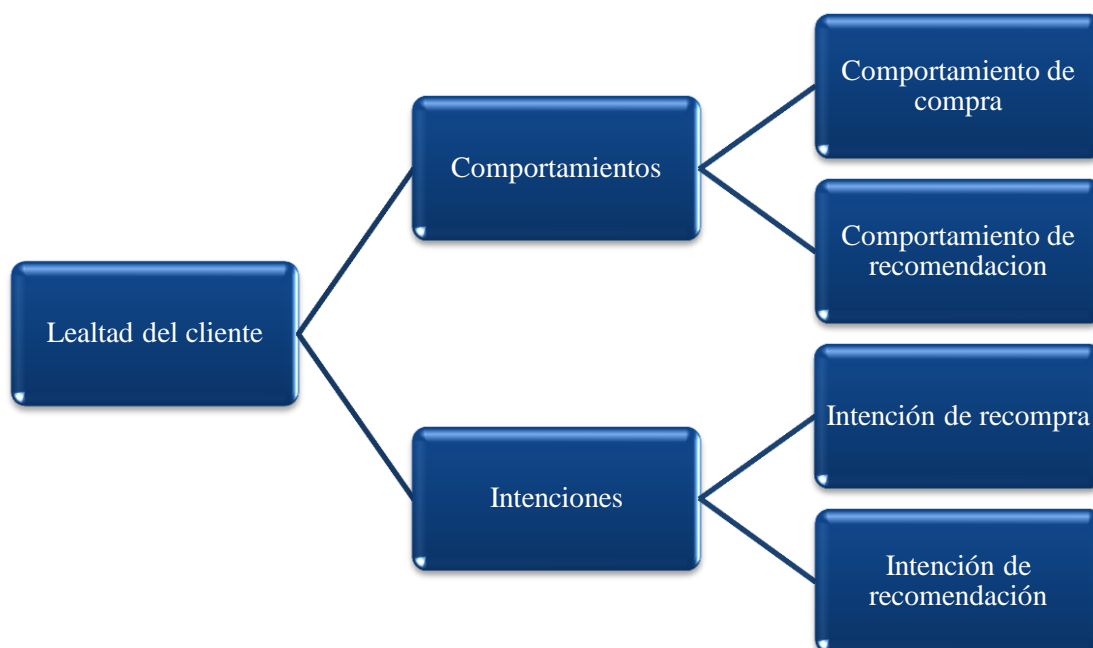 Lealtad del cliente
Comportamientos
Comportamiento de
compra
Comportamiento de
recomendacion
Intenciones
Intención de recompra
Intención de
recomendación